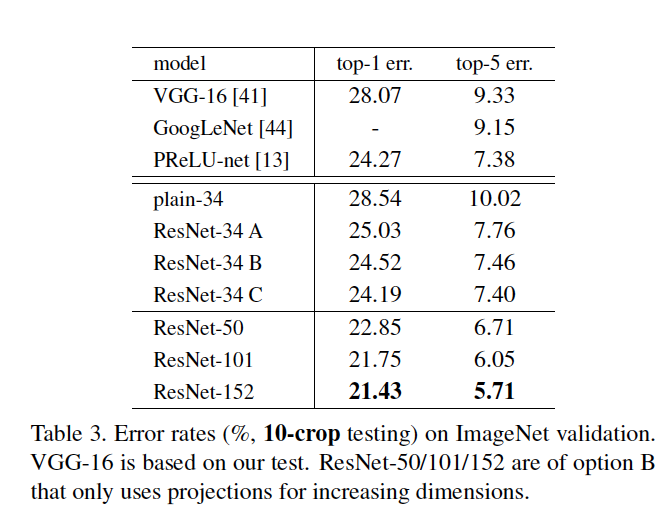 model top-1 err. top-5 err.
VGG-16 [41] 28.07 9.33
GoogLeNet [44] - 9.15
PReLU-net [13] 24.27 7.38
plain-34 28.54 10.02
ResNet-34 A 25.03 7.76
ResNet-34 B 24.52 7.46
ResNet-34 C 24.19 7.40
ResNet-50 22.85 6.71
ResNet-101 21.75 6.05
ResNet-152 21.43 5.71
Table 3. Error rates (%, 10-crop testing) on ImageNet validation.
VGG-16 is based on our test. ResNet-50/101/152 are of option B
that only uses projections for increasing dimensions.